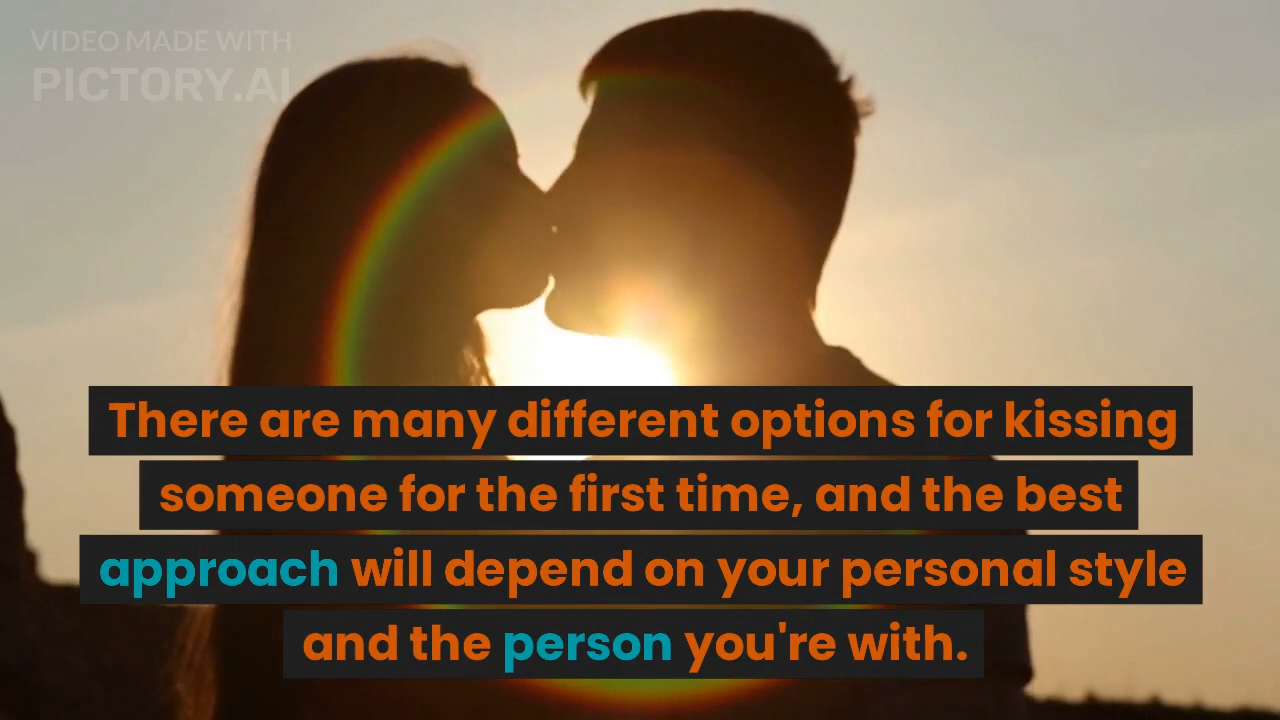 VIDEO MADE WITH
PICTORY.AI
There are many different options for kissing
someone for the first time, and the best
approach will depend on your personal style
and the person you're with.